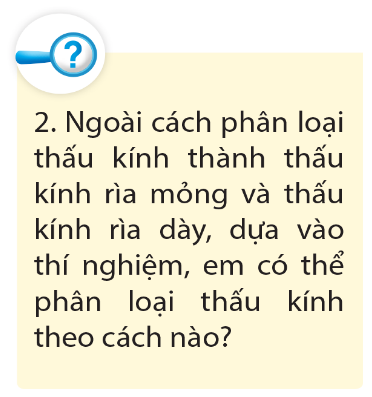 ?
2. Ngoài cách phân loại
thấu kính thành thấu
kính rìa mỏng và thấu
kính rìa dày, dựa vào
thí nghiệm, em có thể
phân loại thấu kính
theo cách nào?